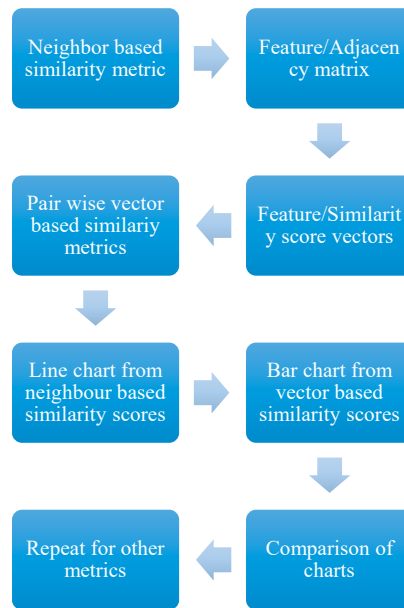 Neighbor based
similarity metric
Feature/Adjacen
cy matrix
Feature/Similarit
y score vectors
Pair wise vector
based similariy
metrics
Line chart from
neighbour based
similarity scores
Bar chart from
vector based
similarity scores
Comparison of
charts
Repeat for other
metrics